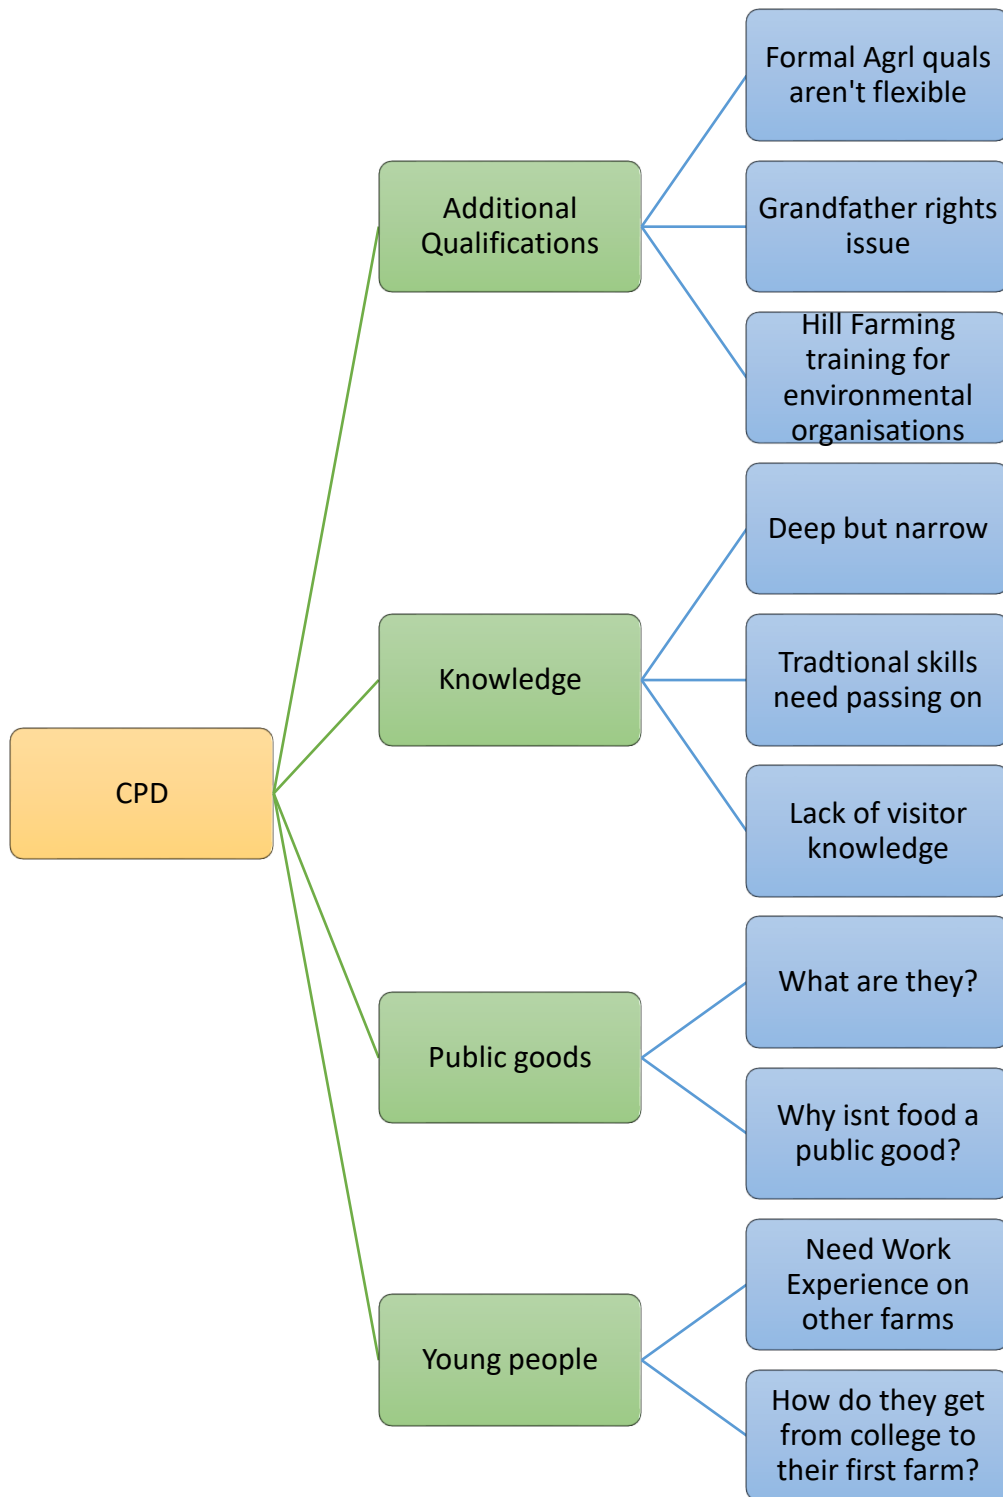 CPD
Additional
Qualifications
Formal Agrl quals
aren't flexible
Grandfather rights
issue
Hill Farming
training for
environmental
organisations
Knowledge
Deep but narrow
Tradtional skills
need passing on
Lack of visitor
knowledge
Public goods
What are they?
Why isnt food a
public good?
Young people
Need Work
Experience on
other farms
How do they get
from college to
their first farm?